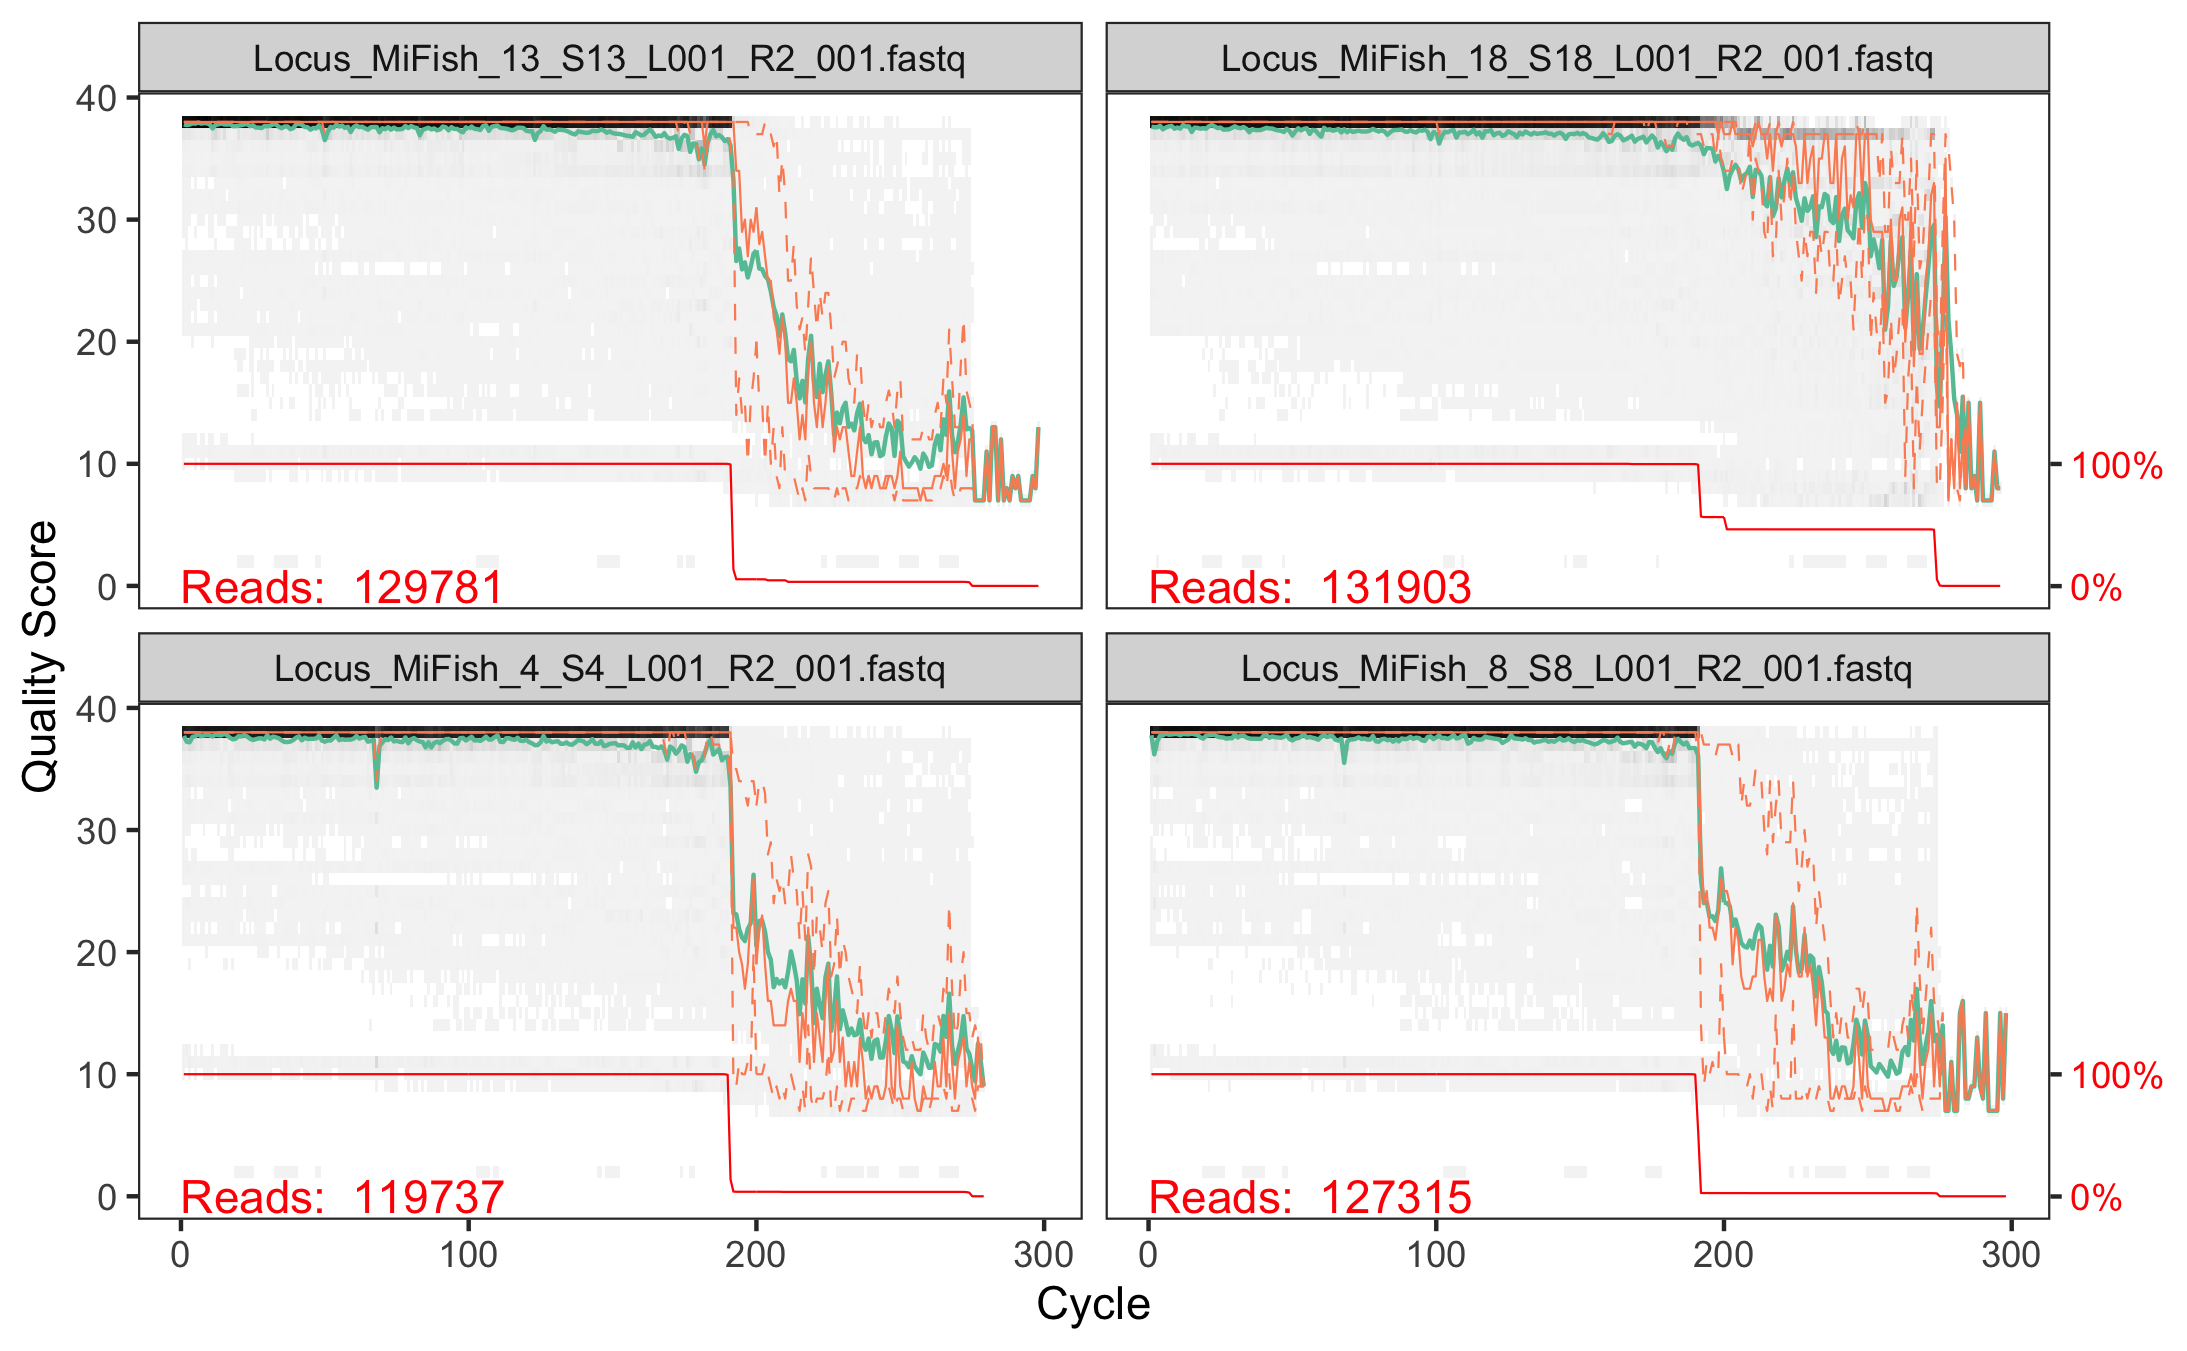 Locus_MiFish_13_S13_L001_R2_001.fastq
Locus_MiFish_18_S18_L001_R2_001.fastq
40
30
20
10
0
Reads: 129781
Reads: 131903
100%
0%
Quality Score
Locus_MiFish_4_S4_L001_R2_001.fastq
Locus_MiFish_8_S8_L001_R2_001.fastq
40
30
20
10
0
Reads: 119737
Reads: 127315
100%
0%
0 100 200 300
0 100 200 300
Cycle